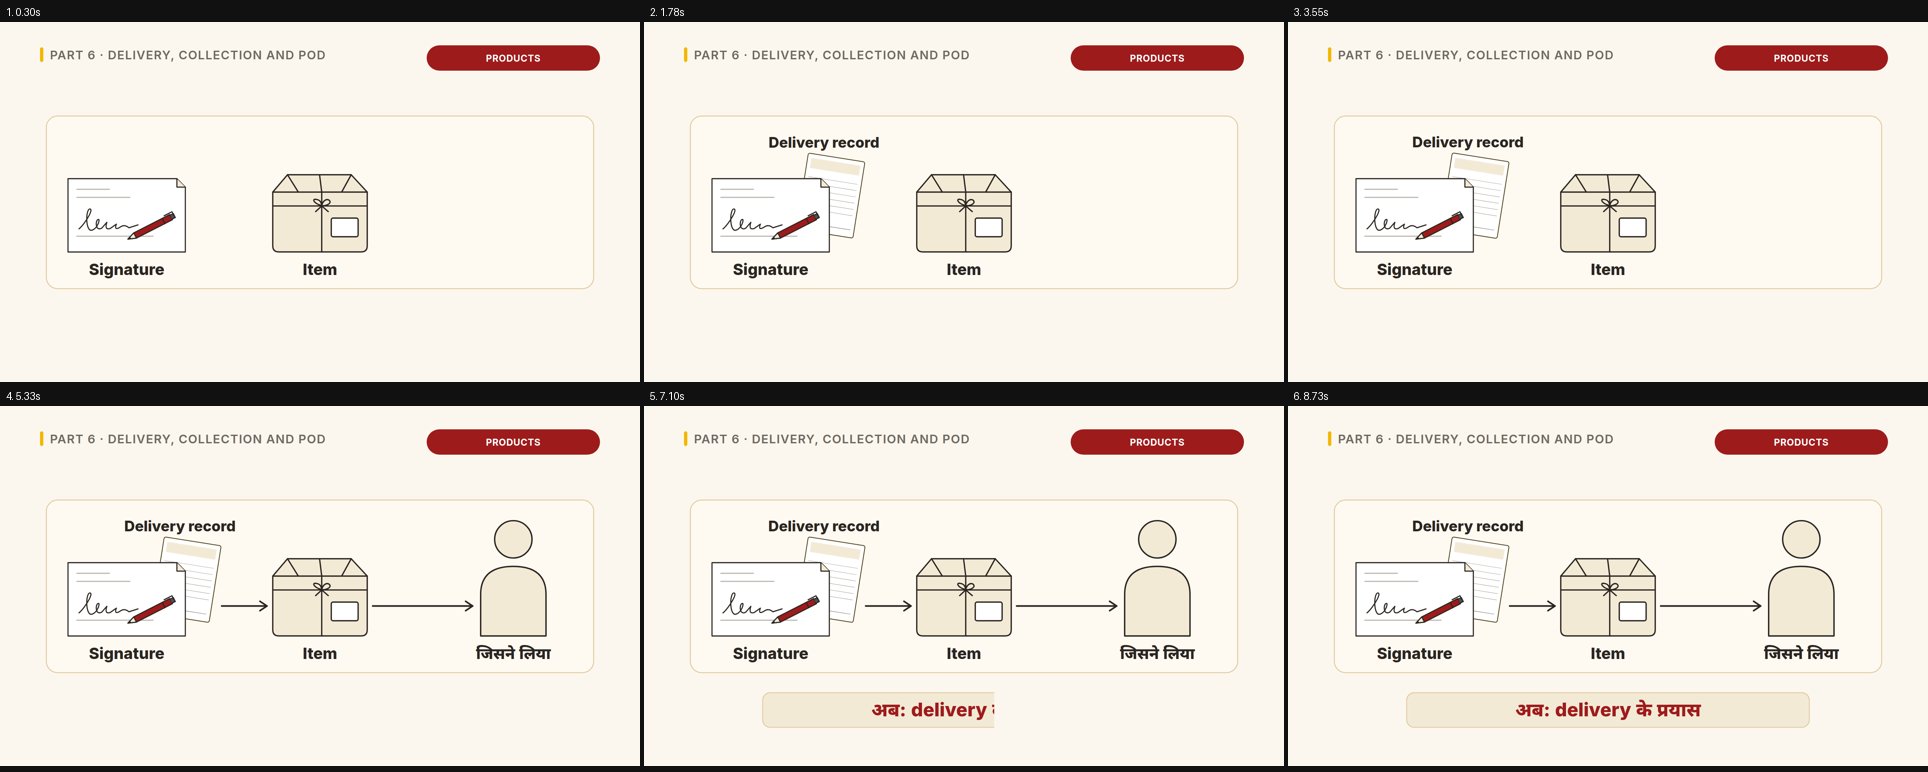 1. 0.30s
PART 6 · DELIVERY, COLLECTION AND POD
PRODUCTS
Signature
Item
2. 1.78s
PART 6 · DELIVERY, COLLECTION AND POD
PRODUCTS
Delivery record
Signature
Item
3. 3.55s
PART 6 · DELIVERY, COLLECTION AND POD
PRODUCTS
Delivery record
Signature
Item
4. 5.33s
PART 6 · DELIVERY, COLLECTION AND POD
PRODUCTS
Delivery record
Signature
Item
जिसने लिया
5. 7.10s
PART 6 · DELIVERY, COLLECTION AND POD
PRODUCTS
Delivery record
Signature
Item
जिसने लिया
अब: delivery
6. 8.73s
PART 6 · DELIVERY, COLLECTION AND POD
PRODUCTS
Delivery record
Signature
Item
जिसने लिया
अब: delivery के प्रयास